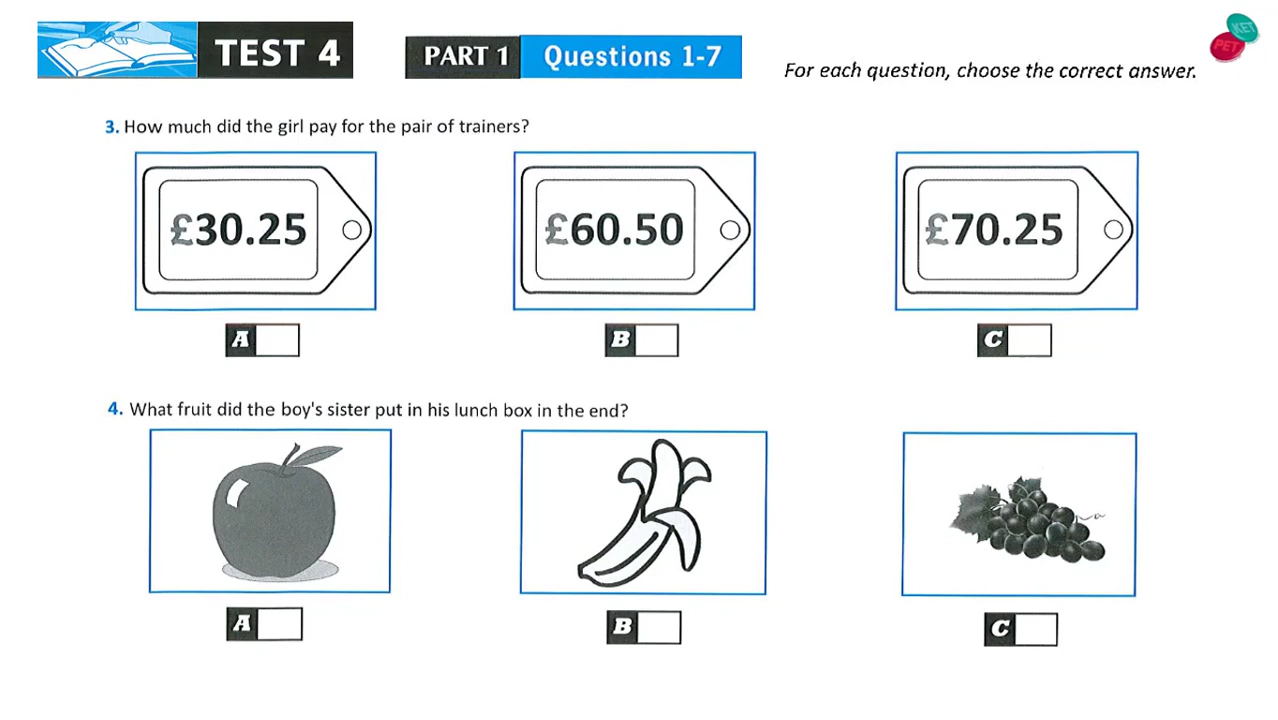 TEST 4
PART 1 Questions 1-7
For each question, choose the correct answer.
KET
PET
3. How much did the girl pay for the pair of trainers?
£30.25
£60.50
£70.25
A
B
C
4. What fruit did the boy's sister put in his lunch box in the end?
A
B
C